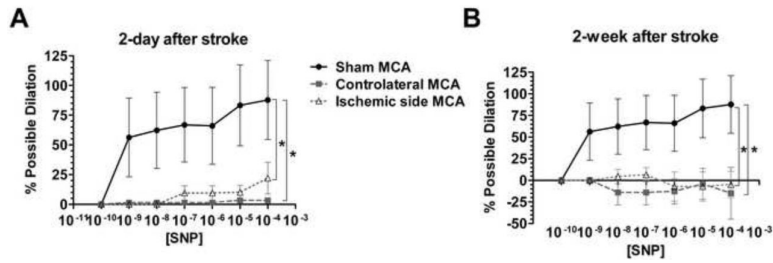 A
2-day after stroke
% Possible Dilation
125
100
75
50
25
0
10-11 10-10 10-9 10-8 10-7 10-6 10-5 10-4 10-3
[SNP]
*
*
Sham MCA
Controlateral MCA
Ischemic side MCA
B
2-week after stroke
% Possible Dilation
125
100
75
50
25
0
-25
-50
10-10 10-9 10-8 10-7 10-6 10-5 10-4 10-3
[SNP]
* *